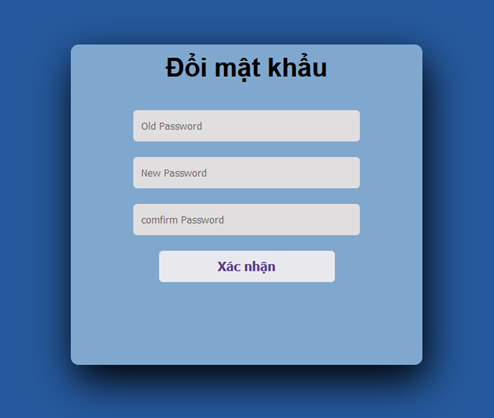 Đổi mật khẩu
Old Password
New Password
comfirm Password
Xác nhận